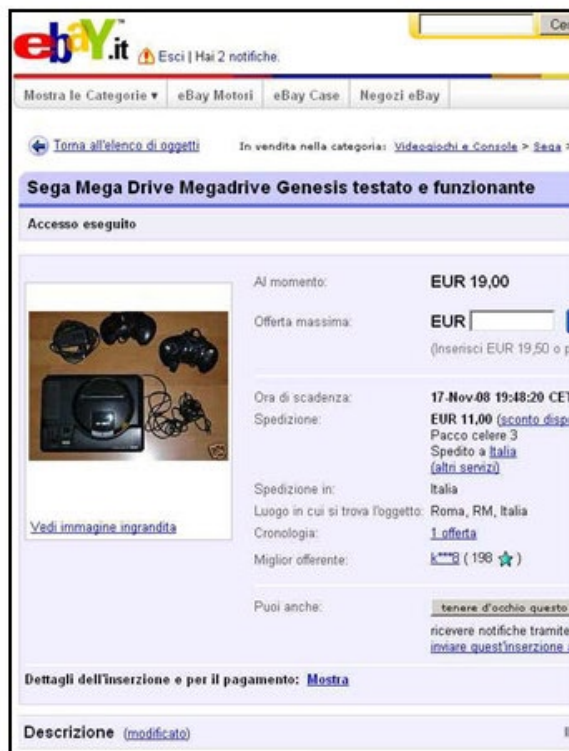 ebay.it Esci | Hai 2 notifiche.
Mostra le Categorie ▾ eBay Motori eBay Case Negozi eBay
Torna all'elenco di oggetti In vendita nella categoria: Videogiochi e Console > Sega >
Sega Mega Drive Megadrive Genesis testato e funzionante
Accesso eseguito
Al momento: EUR 19,00
Offerta massima: EUR
(Inserisci EUR 19,50 o p
Ora di scadenza: 17-Nov-08 19:48:20 CET
Spedizione: EUR 11,00 (sconto dispo
Pacco celere 3
Spedito a Italia
(altri servizi)
Spedizione in: Italia
Luogo in cui si trova l'oggetto: Roma, RM, Italia
Cronologia: 1 offerta
Miglior offerente: k***8 ( 198 )
Vedi immagine ingrandita
Puoi anche: tenere d'occhio questo
ricevere notifiche tramite
inviare quest'inserzione a
Dettagli dell'inserzione e per il pagamento: Mostra
Descrizione (modificato)